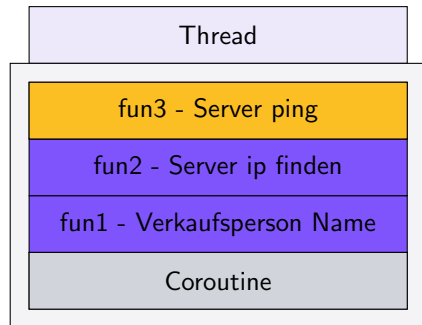 Thread
fun3 - Server ping
fun2 - Server ip finden
fun1 - Verkaufsperson Name
Coroutine